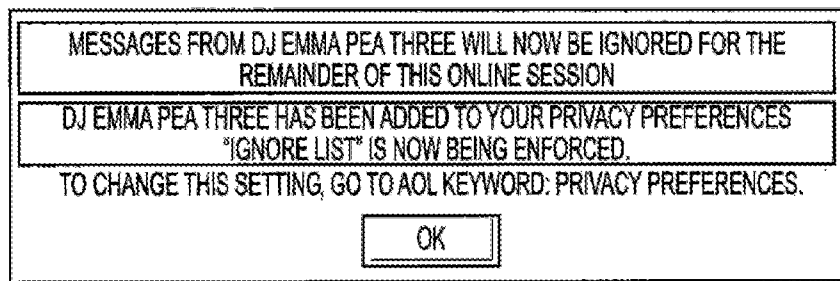 MESSAGES FROM DJ EMMA PEA THREE WILL NOW BE IGNORED FOR THE
REMAINDER OF THIS ONLINE SESSION
DJ EMMA PEA THREE HAS BEEN ADDED TO YOUR PRIVACY PREFERENCES
"IGNORE LIST" IS NOW BEING ENFORCED.
TO CHANGE THIS SETTING, GO TO AOL KEYWORD: PRIVACY PREFERENCES.
OK